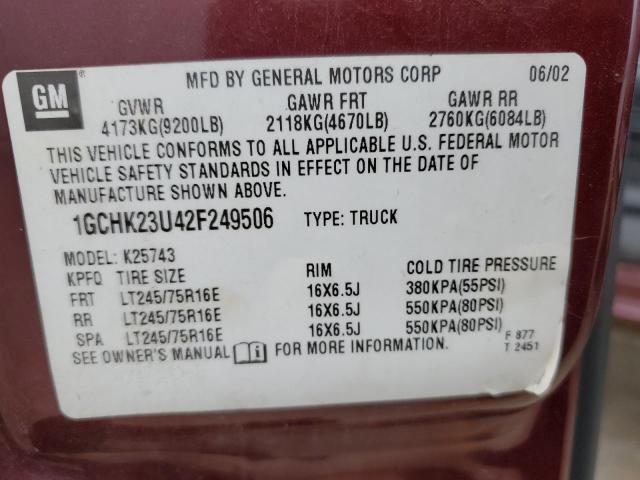 GM ® MFD BY GENERAL MOTORS CORP 06/02
GVWR GAWR FRT GAWR RR
4173KG(9200LB) 2118KG(4670LB) 2760KG(6084LB)
THIS VEHICLE CONFORMS TO ALL APPLICABLE U.S. FEDERAL MOTOR
VEHICLE SAFETY STANDARDS IN EFFECT ON THE DATE OF
MANUFACTURE SHOWN ABOVE.
1GCHK23U42F249506 TYPE: TRUCK
MODEL: K25743
KPFQ TIRE SIZE RIM COLD TIRE PRESSURE
FRT LT245/75R16E 16X6.5J 380KPA(55PSI)
RR LT245/75R16E 16X6.5J 550KPA(80PSI)
SPA LT245/75R16E 16X6.5J 550KPA(80PSI)
SEE OWNER'S MANUAL i FOR MORE INFORMATION. F 877
T 2451